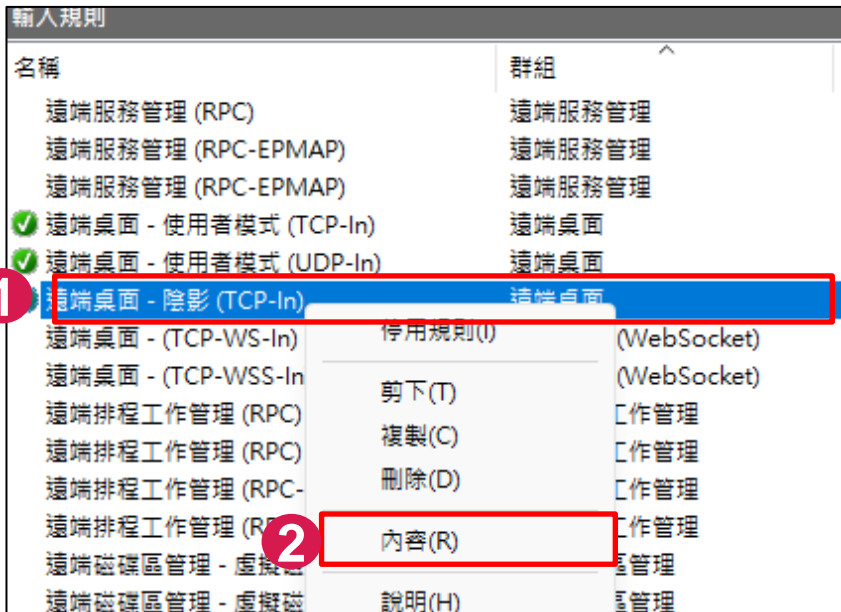 輸入規則
名稱 群組
遠端服務管理 (RPC) 遠端服務管理
遠端服務管理 (RPC-EPMAP) 遠端服務管理
遠端服務管理 (RPC-EPMAP) 遠端服務管理
遠端桌面 - 使用者模式 (TCP-In) 遠端桌面
遠端桌面 - 使用者模式 (UDP-In) 遠端桌面
1 遠端桌面 - 陰影 (TCP-In) 遠端桌面
停用規則(I)
遠端桌面 - (TCP-WS-In) (WebSocket)
遠端桌面 - (TCP-WSS-In (WebSocket)
剪下(T)
遠端排程工作管理 (RPC) 工作管理
複製(C)
遠端排程工作管理 (RPC) 工作管理
刪除(D)
遠端排程工作管理 (RPC- 工作管理
遠端排程工作管理 (R 工作管理
2 內容(R)
遠端磁碟區管理 - 虛擬磁 區管理
遠端磁碟區管理 - 虛擬磁 說明(H) 區管理